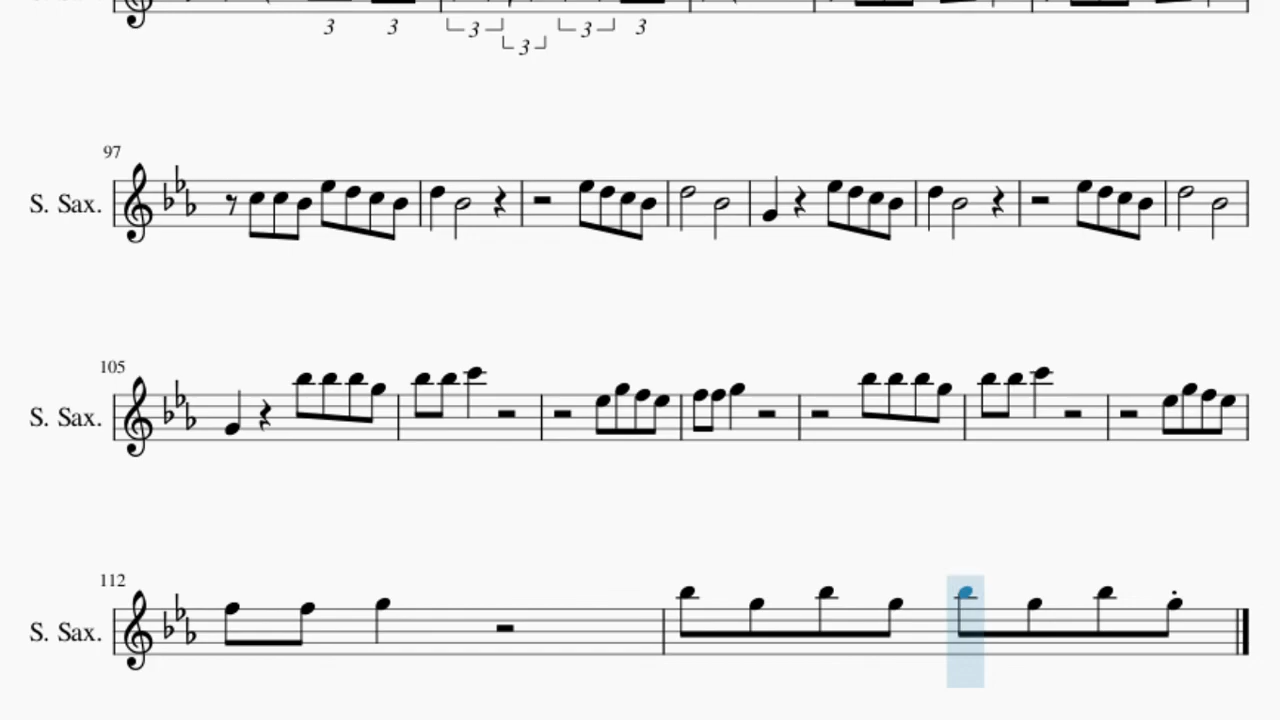 3 3 3 3 3
3
97
S. Sax.
105
S. Sax.
112
S. Sax.